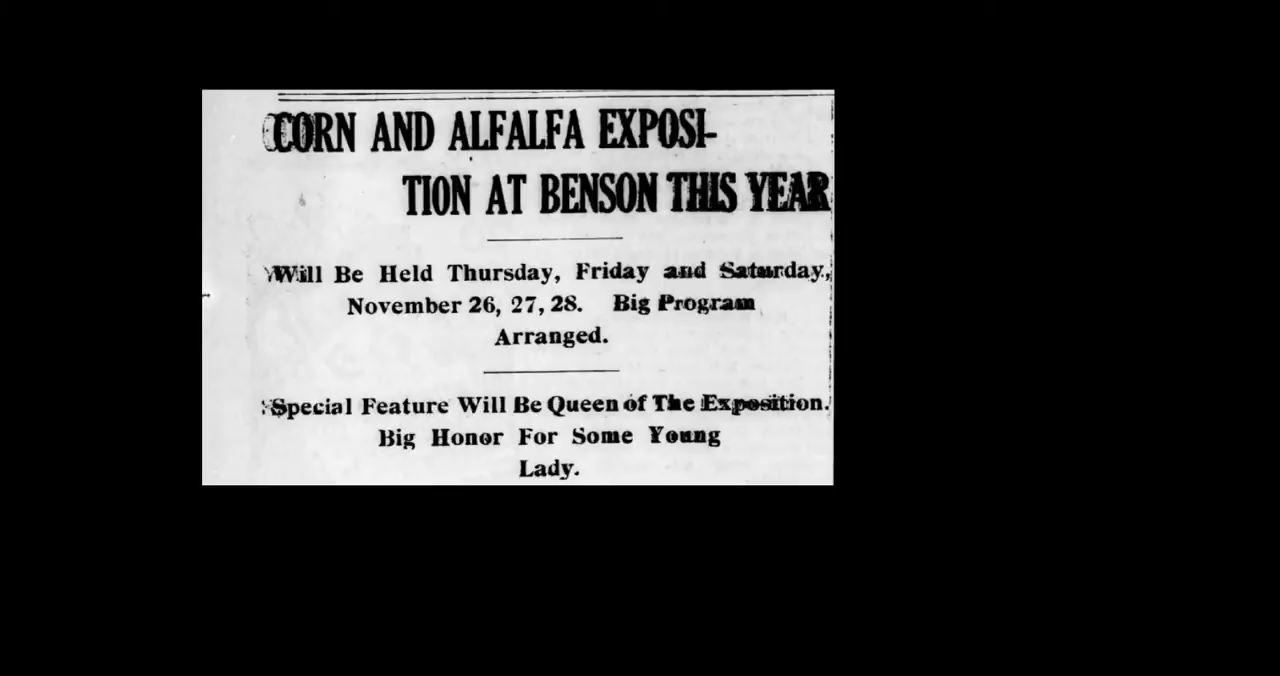 CORN AND ALFALFA EXPOSI-
TION AT BENSON THIS YEAR
Will Be Held Thursday, Friday and Saturday,
November 26, 27, 28. Big Program
Arranged.
Special Feature Will Be Queen of The Exposition.
Big Honor For Some Young
Lady.